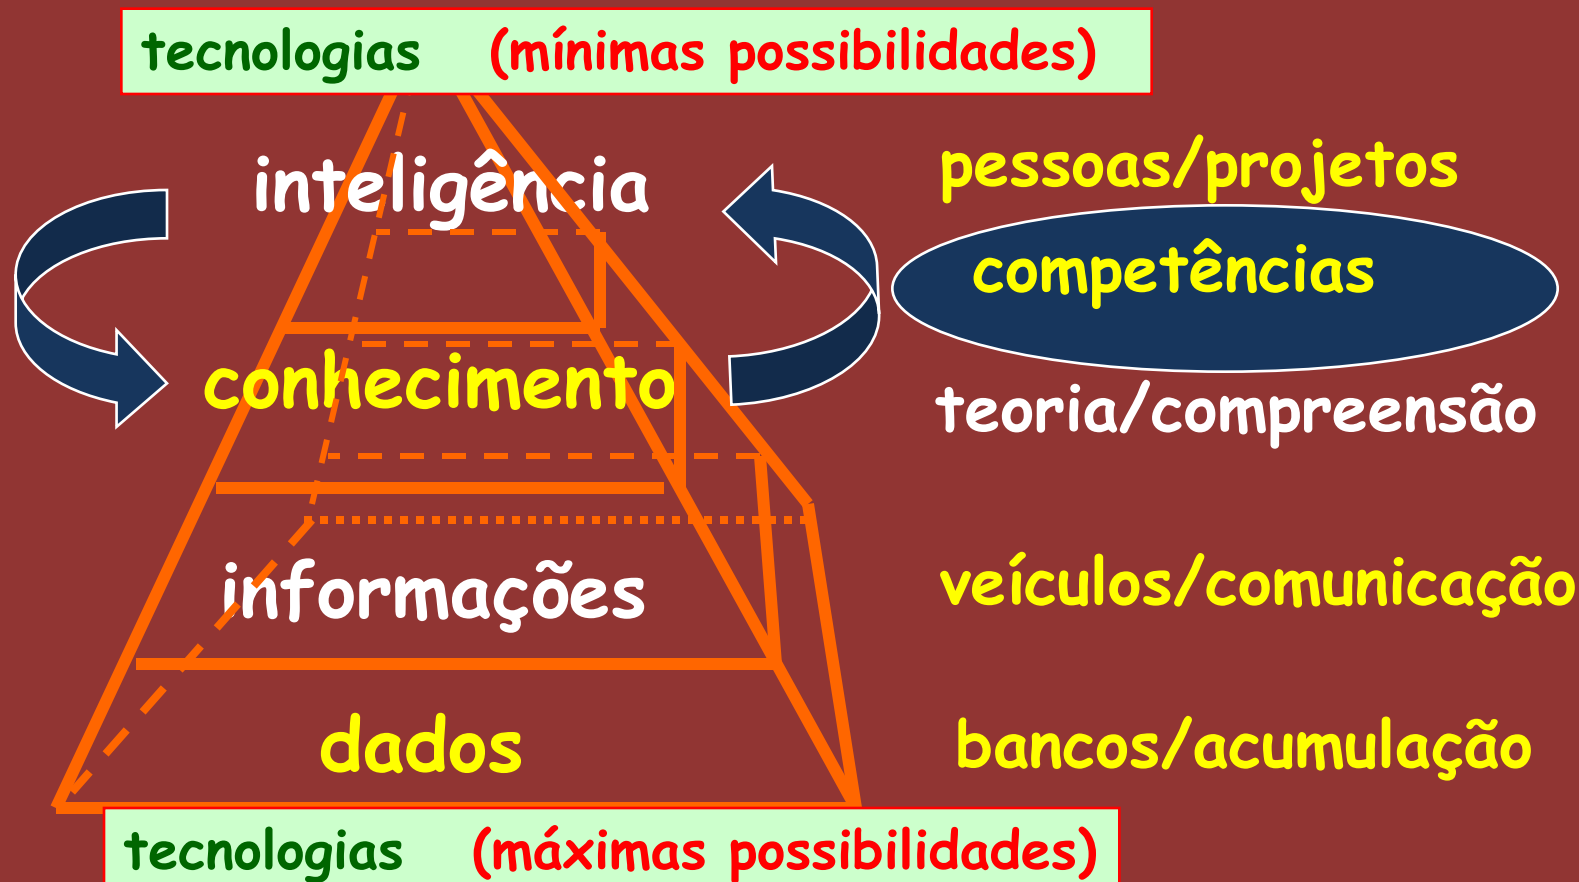 tecnologias (mínimas possibilidades)
inteligência
pessoas/projetos
competências
conhecimento
teoria/compreensão
informações
veículos/comunicação
dados
bancos/acumulação
tecnologias (máximas possibilidades)